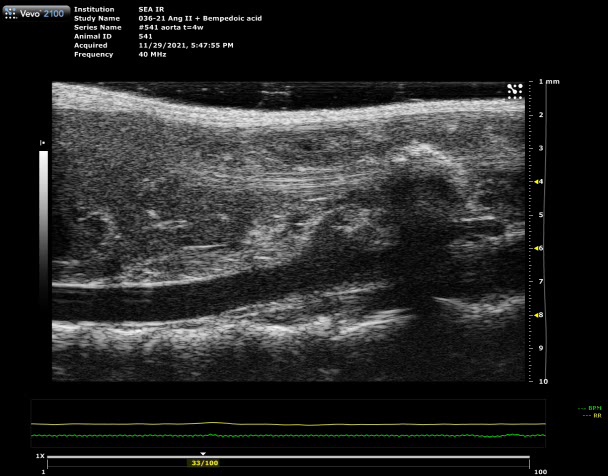 Vevo 2100
Institution SEA IR
Study Name 036-21 Ang II + Bempedoic acid
Series Name #541 aorta t=4w
Animal ID 541
Acquired 11/29/2021, 5:47:55 PM
Frequency 40 MHz
1 mm
2
3
4
5
6
7
8
9
10
BPM
RR
1X
33/100
1
100